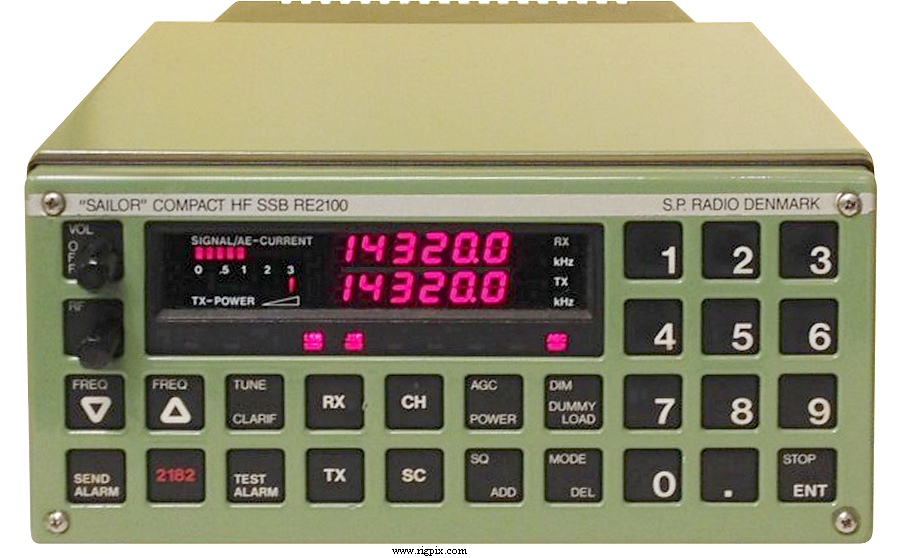 "SAILOR" COMPACT HF SSB RE2100 S.P. RADIO DENMARK
VOL
OFF
SIGNAL/AE-CURRENT
0 .5 1 2 3
TX-POWER
14320.0 RX kHz
14320.0 TX kHz
1 2 3
RF
4 5 6
FREQ FREQ TUNE CLARIF RX CH AGC POWER DIM DUMMY LOAD 7 8 9
SEND ALARM 2182 TEST ALARM TX SC SQ ADD MODE DEL 0 . STOP ENT
www.rigpix.com